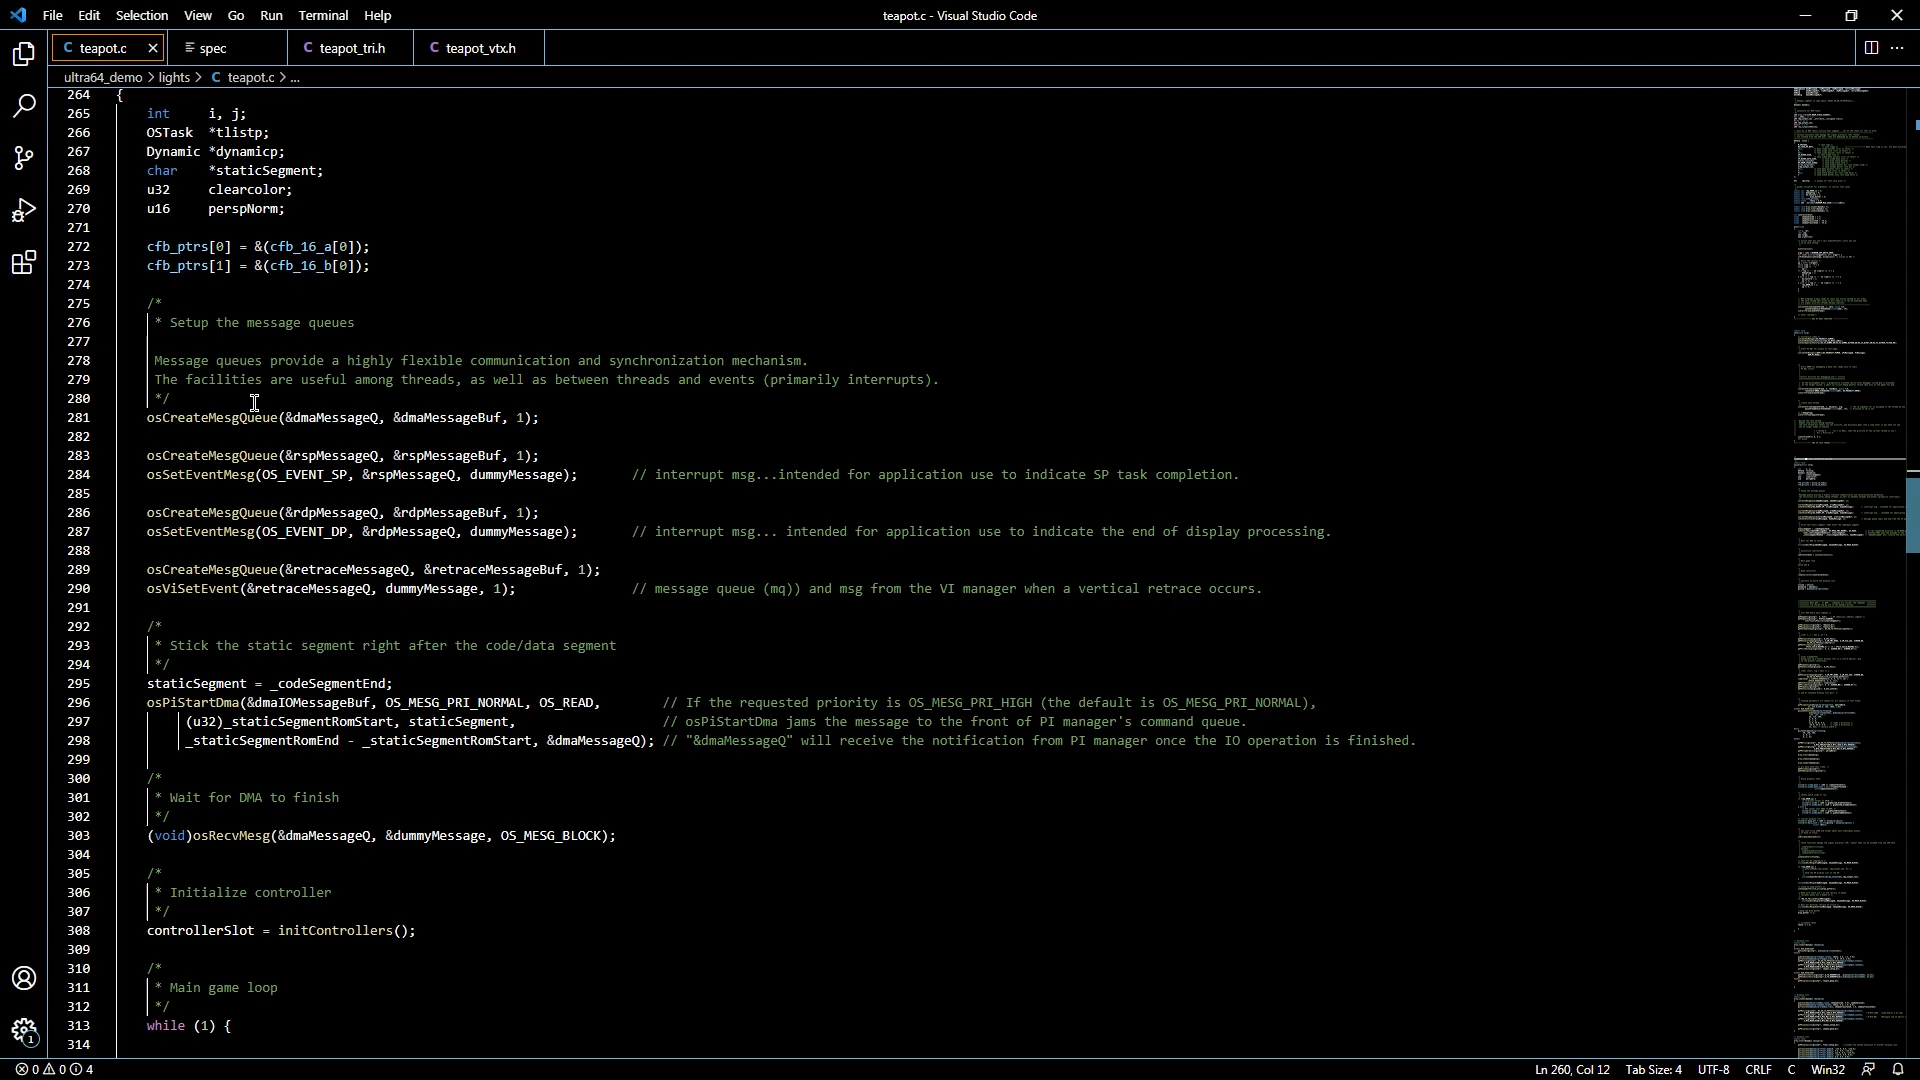 File Edit Selection View Go Run Terminal Help
teapot.c - Visual Studio Code
teapot.c spec teapot_tri.h teapot_vtx.h
ultra64_demo > lights > C teapot.c > ...
264 {
265 int i, j;
266 OSTask *tlistp;
267 Dynamic *dynamicp;
268 char *staticSegment;
269 u32 clearcolor;
270 u16 perspNorm;
271
272 cfb_ptrs[0] = &(cfb_16_a[0]);
273 cfb_ptrs[1] = &(cfb_16_b[0]);
274
275 /*
276 * Setup the message queues
277
278 Message queues provide a highly flexible communication and synchronization mechanism.
279 The facilities are useful among threads, as well as between threads and events (primarily interrupts).
280 */
281 osCreateMesgQueue(&dmaMessageQ, &dmaMessageBuf, 1);
282
283 osCreateMesgQueue(&rspMessageQ, &rspMessageBuf, 1);
284 osSetEventMesg(OS_EVENT_SP, &rspMessageQ, dummyMessage); // interrupt msg...intended for application use to indicate SP task completion.
285
286 osCreateMesgQueue(&rdpMessageQ, &rdpMessageBuf, 1);
287 osSetEventMesg(OS_EVENT_DP, &rdpMessageQ, dummyMessage); // interrupt msg... intended for application use to indicate the end of display processing.
288
289 osCreateMesgQueue(&retraceMessageQ, &retraceMessageBuf, 1);
290 osViSetEvent(&retraceMessageQ, dummyMessage, 1); // message queue (mq)) and msg from the VI manager when a vertical retrace occurs.
291
292 /*
293 * Stick the static segment right after the code/data segment
294 */
295 staticSegment = _codeSegmentEnd;
296 osPiStartDma(&dmaIOMessageBuf, OS_MESG_PRI_NORMAL, OS_READ, // If the requested priority is OS_MESG_PRI_HIGH (the default is OS_MESG_PRI_NORMAL),
297 (u32)_staticSegmentRomStart, staticSegment, // osPiStartDma jams the message to the front of PI manager's command queue.
298 _staticSegmentRomEnd - _staticSegmentRomStart, &dmaMessageQ); // "&dmaMessageQ" will receive the notification from PI manager once the IO operation is finished.
299
300 /*
301 * Wait for DMA to finish
302 */
303 (void)osRecvMesg(&dmaMessageQ, &dummyMessage, OS_MESG_BLOCK);
304
305 /*
306 * Initialize controller
307 */
308 controllerSlot = initControllers();
309
310 /*
311 * Main game loop
312 */
313 while (1) {
314
1
0 0 4
Ln 260, Col 12 Tab Size: 4 UTF-8 CRLF C Win32